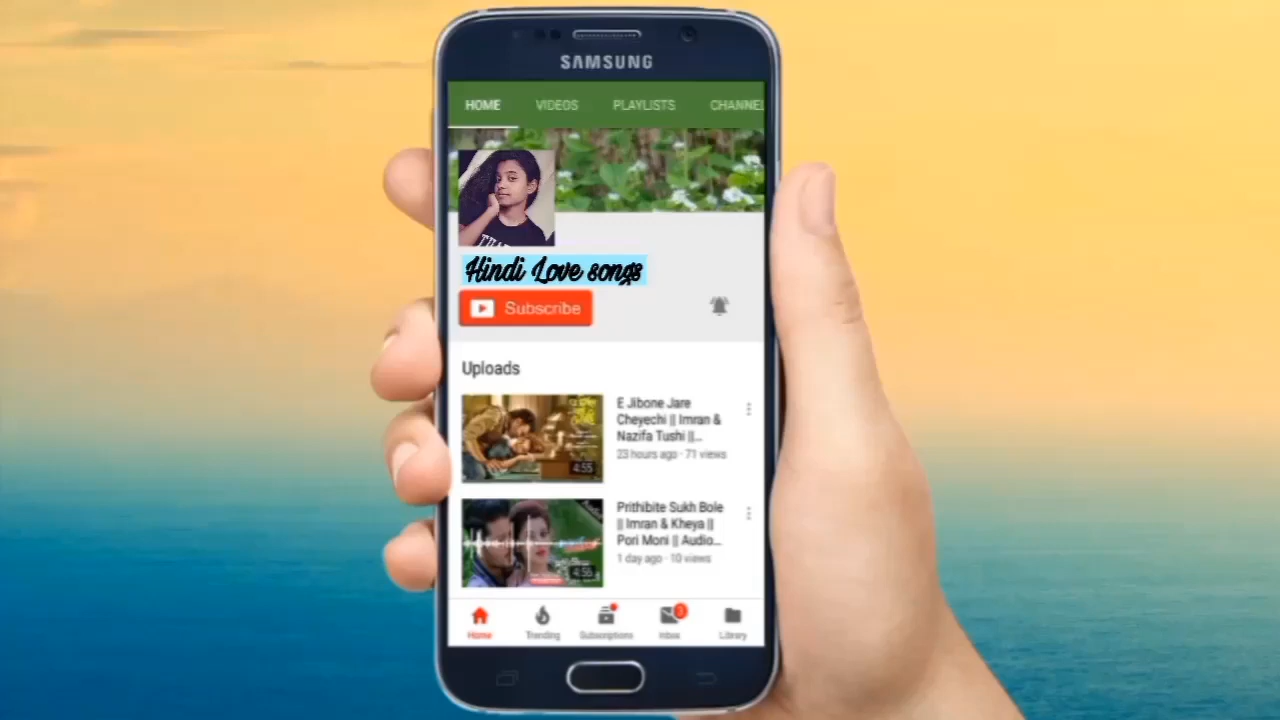 SAMSUNG
HOME VIDEOS PLAYLISTS CHANNEL
Hindi Love songs
Subscribe
Uploads
E Jibone Jare
Cheyechi || Imran &
Nazifa Tushi ||...
23 hours ago · 71 views
4:55
Prithibite Sukh Bole
|| Imran & Kheya ||
Pori Moni || Audio...
1 day ago · 10 views
4:55
Home Trending Subscriptions Inbox Library